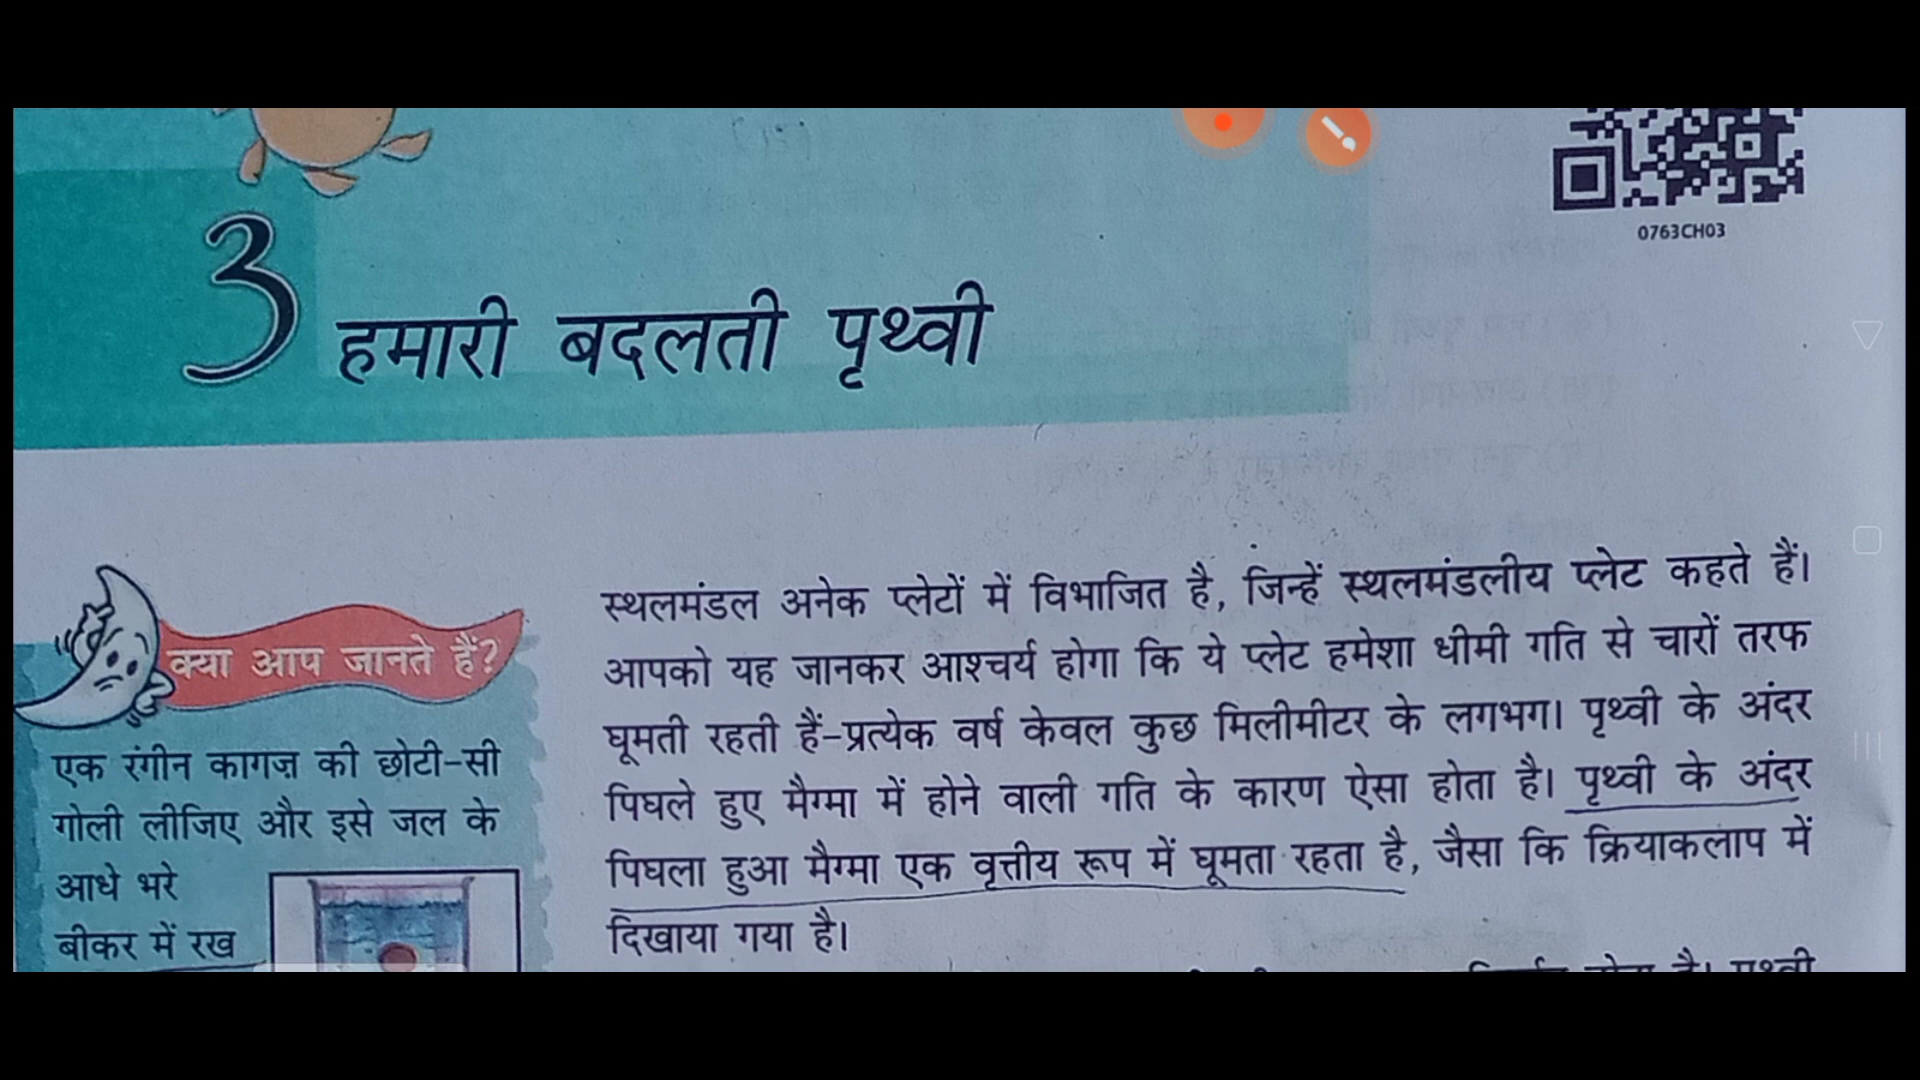 0763CH03
3 हमारी बदलती पृथ्वी
क्या आप जानते हैं?
एक रंगीन कागज़ की छोटी-सी
गोली लीजिए और इसे जल के
आधे भरे
बीकर में रख
स्थलमंडल अनेक प्लेटों में विभाजित है, जिन्हें स्थलमंडलीय प्लेट कहते हैं।
आपको यह जानकर आश्चर्य होगा कि ये प्लेट हमेशा धीमी गति से चारों तरफ
घूमती रहती हैं-प्रत्येक वर्ष केवल कुछ मिलीमीटर के लगभग। पृथ्वी के अंदर
पिघले हुए मैग्मा में होने वाली गति के कारण ऐसा होता है। पृथ्वी के अंदर
पिघला हुआ मैग्मा एक वृत्तीय रूप में घूमता रहता है, जैसा कि क्रियाकलाप में
दिखाया गया है।